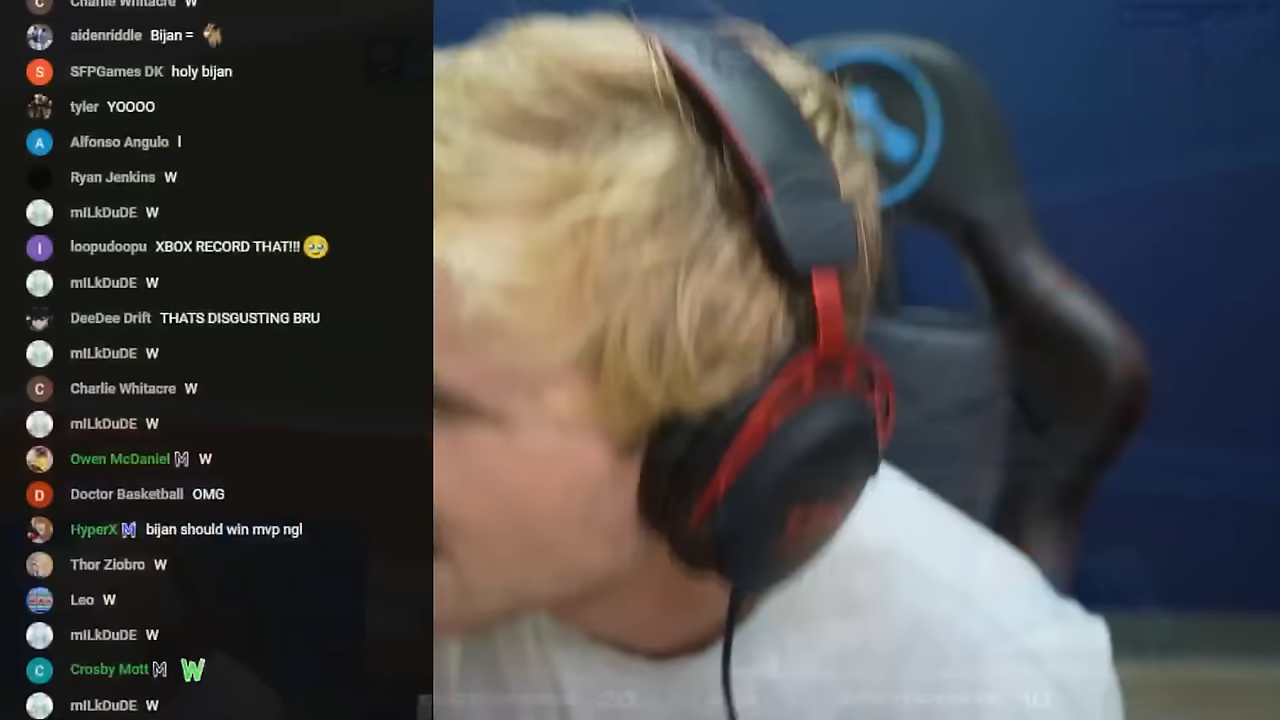 Charlie Whitacre W
aidenriddle Bijan =
SFPGames DK holy bijan
tyler YOOOO
Alfonso Angulo l
Ryan Jenkins W
mILkDuDE W
loopudoopu XBOX RECORD THAT!!!
mILkDuDE W
DeeDee Drift THATS DISGUSTING BRU
mILkDuDE W
Charlie Whitacre W
mILkDuDE W
Owen McDaniel M W
Doctor Basketball OMG
HyperX M bijan should win mvp ngl
Thor Ziobro W
Leo W
mILkDuDE W
Crosby Mott M W
mILkDuDE W